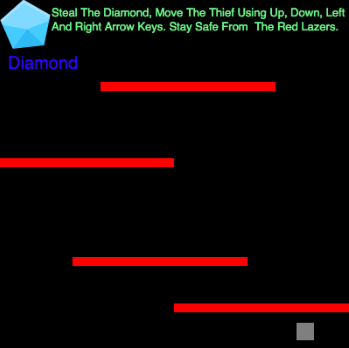 Steal The Diamond, Move The Thief Using Up, Down, Left
And Right Arrow Keys. Stay Safe From  The Red Lazers.
Diamond